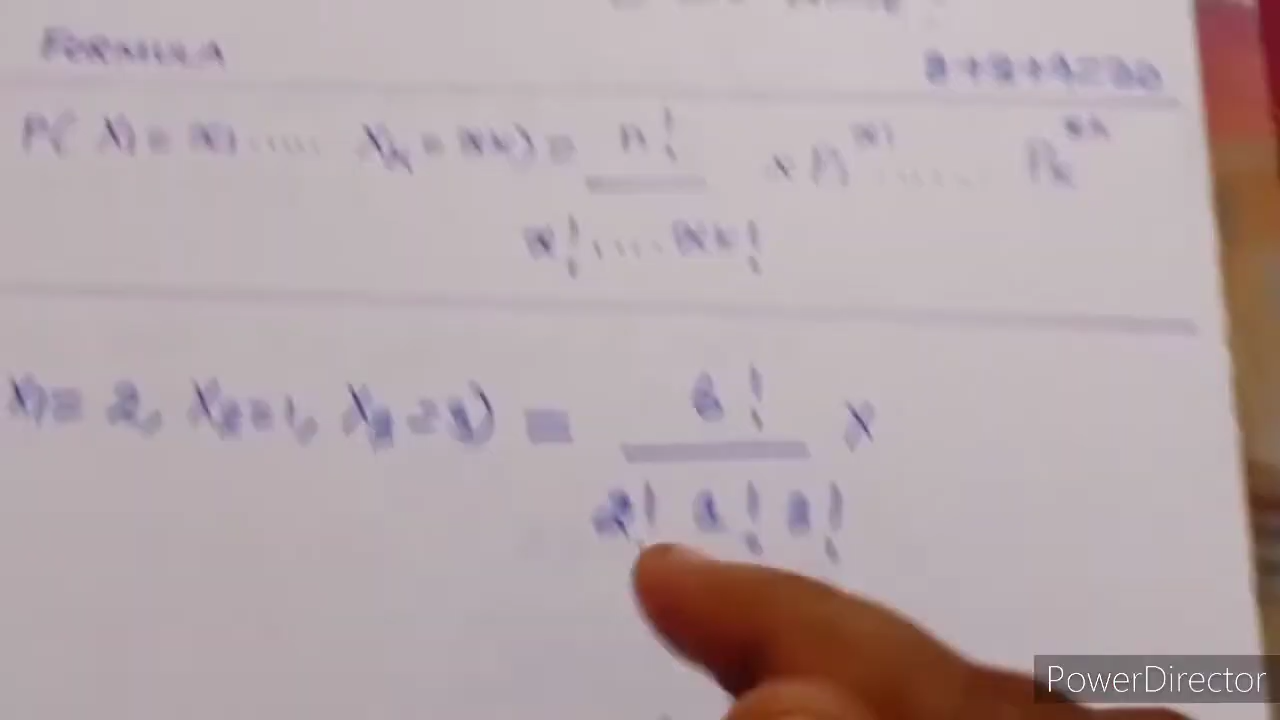 FORMULA
P( X1 = x1 ..... Xk = xk) = n! x P1^x1 ...... Pk^xk
x! .... xk!
X1 = 2, X2=1, X3 = 3) = 6! x
2! 1! 3!
PowerDirector